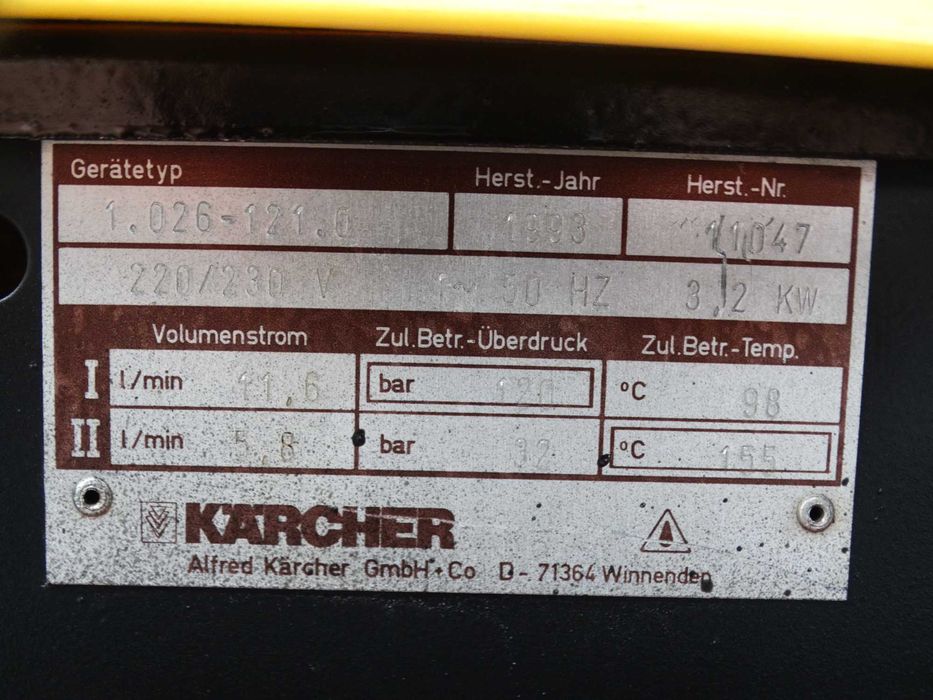 Gerätetyp Herst.-Jahr Herst.-Nr.
1.026-121.0 1993 11047
220/230 V 1~ 50 HZ 3,2 KW
Volumenstrom Zul.Betr.-Überdruck Zul.Betr.-Temp.
I l/min 11,6 bar 120 °C 98
II l/min 5,8 bar 12 °C 155
KÄRCHER
Alfred Kärcher GmbH+Co D-71364 Winnenden